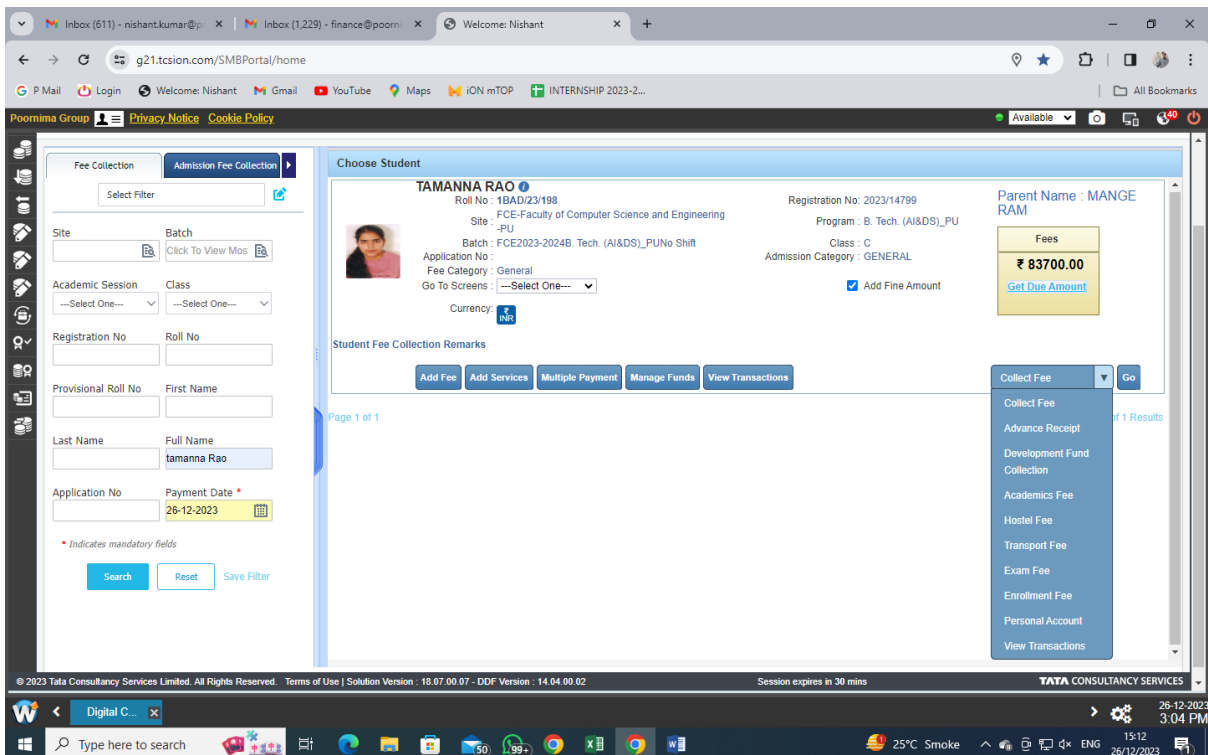 Inbox (611) - nishant.kumar@p
Inbox (1,229) - finance@poorni
Welcome: Nishant
g21.tcsion.com/SMBPortal/home
P Mail
Login
Welcome: Nishant
Gmail
YouTube
Maps
iON mTOP
INTERNSHIP 2023-2...
All Bookmarks
Poornima Group
Privacy Notice
Cookie Policy
Available
40
Fee Collection
Admission Fee Collection
Select Filter
Site
Batch
Click To View Mos
Academic Session
Class
---Select One---
---Select One---
Registration No
Roll No
Provisional Roll No
First Name
Last Name
Full Name
tamanna Rao
Application No
Payment Date *
26-12-2023
* Indicates mandatory fields
Search
Reset
Save Filter
Choose Student
TAMANNA RAO
Roll No : 1BAD/23/198
Site : FCE-Faculty of Computer Science and Engineering
-PU
Batch : FCE2023-2024B. Tech. (AI&DS)_PUNo Shift
Application No :
Fee Category : General
Go To Screens : ---Select One---
Currency:
₹
INR
Registration No: 2023/14799
Program : B. Tech. (AI&DS)_PU
Class : C
Admission Category : GENERAL
Add Fine Amount
Parent Name : MANGE
RAM
Fees
₹ 83700.00
Get Due Amount
Student Fee Collection Remarks
Add Fee
Add Services
Multiple Payment
Manage Funds
View Transactions
Collect Fee
Go
Page 1 of 1
of 1 Results
Collect Fee
Advance Receipt
Development Fund
Collection
Academics Fee
Hostel Fee
Transport Fee
Exam Fee
Enrollment Fee
Personal Account
View Transactions
© 2023 Tata Consultancy Services Limited. All Rights Reserved. Terms of Use | Solution Version : 18.07.00.07 - DDF Version : 14.04.00.02
Session expires in 30 mins
TATA CONSULTANCY SERVICES
Digital C...
26-12-2023
3:04 PM
Type here to search
50
99+
25°C Smoke
ENG
15:12
26/12/2023